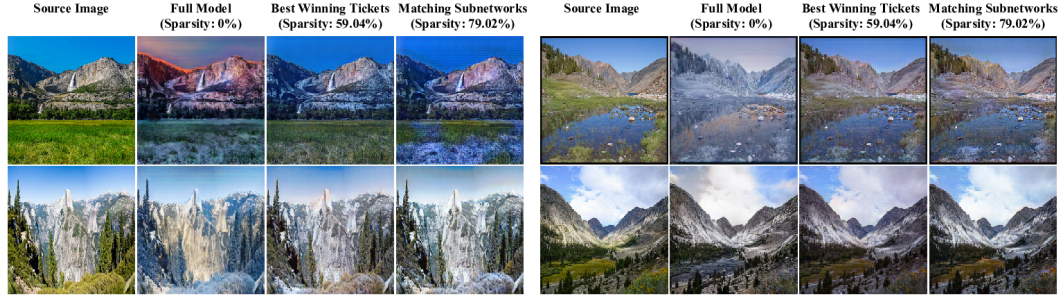 Source Image
Full Model
(Sparsity: 0%)
Best Winning Tickets
(Sparsity: 59.04%)
Matching Subnetworks
(Sparsity: 79.02%)
Source Image
Full Model
(Sparsity: 0%)
Best Winning Tickets
(Sparsity: 59.04%)
Matching Subnetworks
(Sparsity: 79.02%)